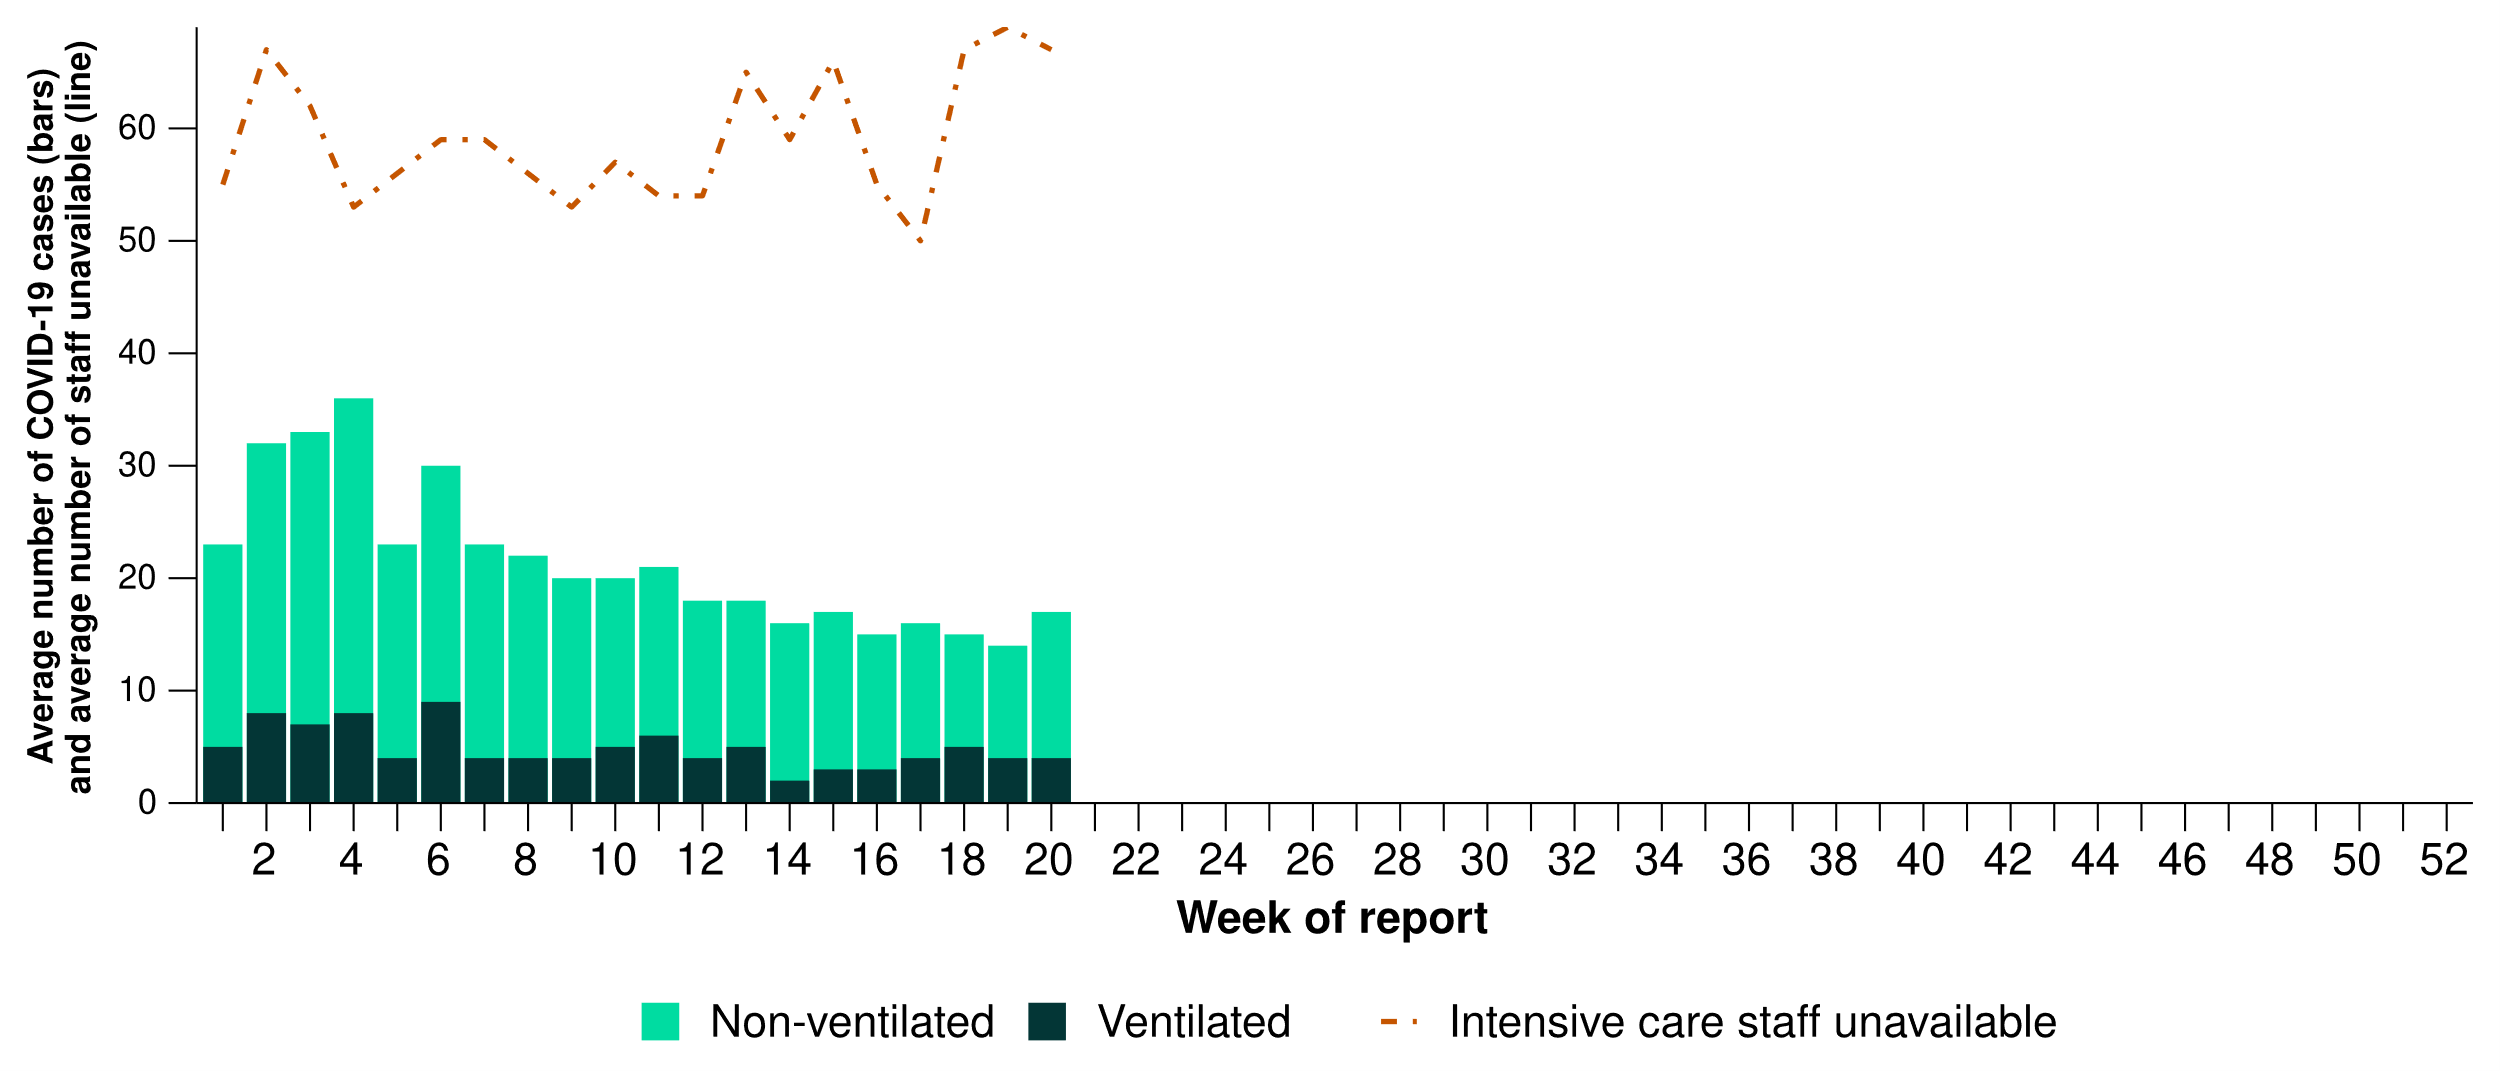 Average number of COVID-19 cases (bars)
and average number of staff unavailable (line)
60
50
40
30
20
10
0
2 4 6 8 10 12 14 16 18 20 22 24 26 28 30 32 34 36 38 40 42 44 46 48 50 52
Week of report
Non-ventilated Ventilated Intensive care staff unavailable